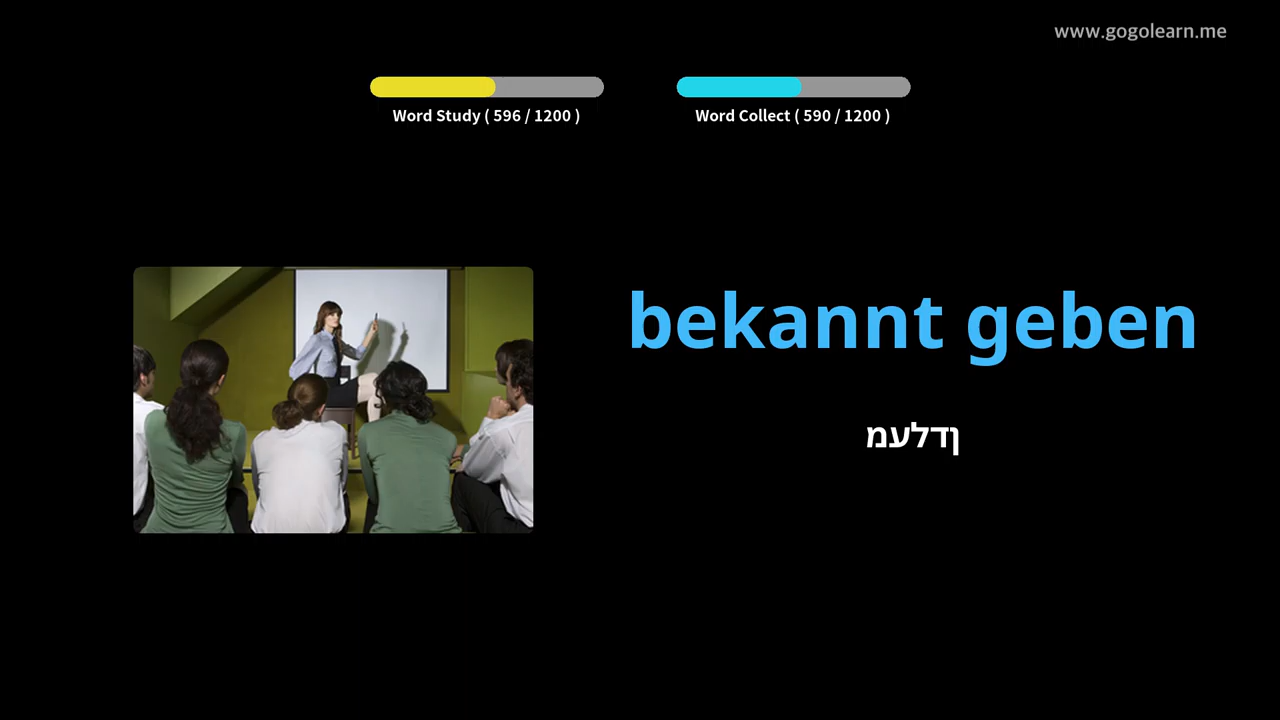 www.gogolearn.me
Word Study ( 596 / 1200 )
Word Collect ( 590 / 1200 )
bekannt geben
ןדלעמ